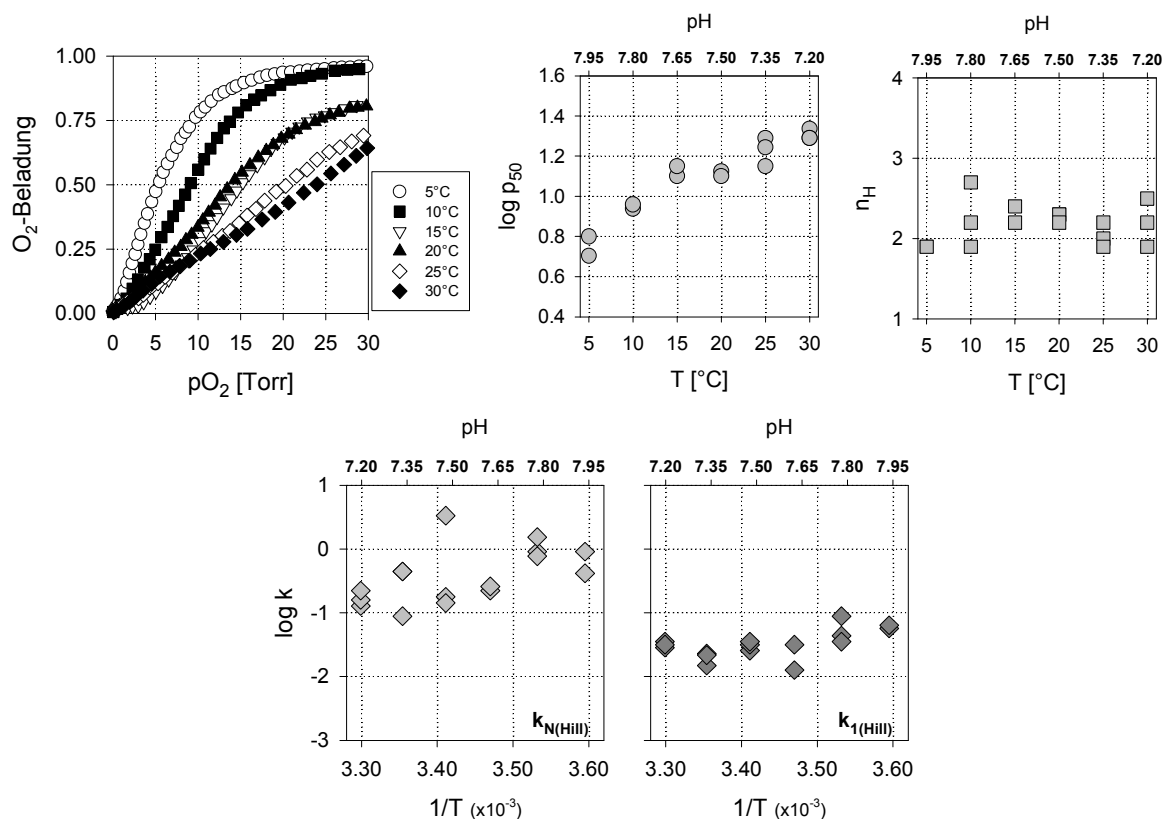 1.00
0.75
0.50
0.25
0.00
O2-Beladung
0 5 10 15 20 25 30
pO2 [Torr]
5°C
10°C
15°C
20°C
25°C
30°C
pH
7.95 7.80 7.65 7.50 7.35 7.20
1.6
1.4
1.2
1.0
0.8
0.6
0.4
log p50
5 10 15 20 25 30
T [°C]
pH
7.95 7.80 7.65 7.50 7.35 7.20
4
3
2
1
nH
5 10 15 20 25 30
T [°C]
pH
7.20 7.35 7.50 7.65 7.80 7.95
1
0
-1
-2
-3
log k
kN(Hill)
3.30 3.40 3.50 3.60
1/T (x10-3)
pH
7.20 7.35 7.50 7.65 7.80 7.95
k1(Hill)
3.30 3.40 3.50 3.60
1/T (x10-3)